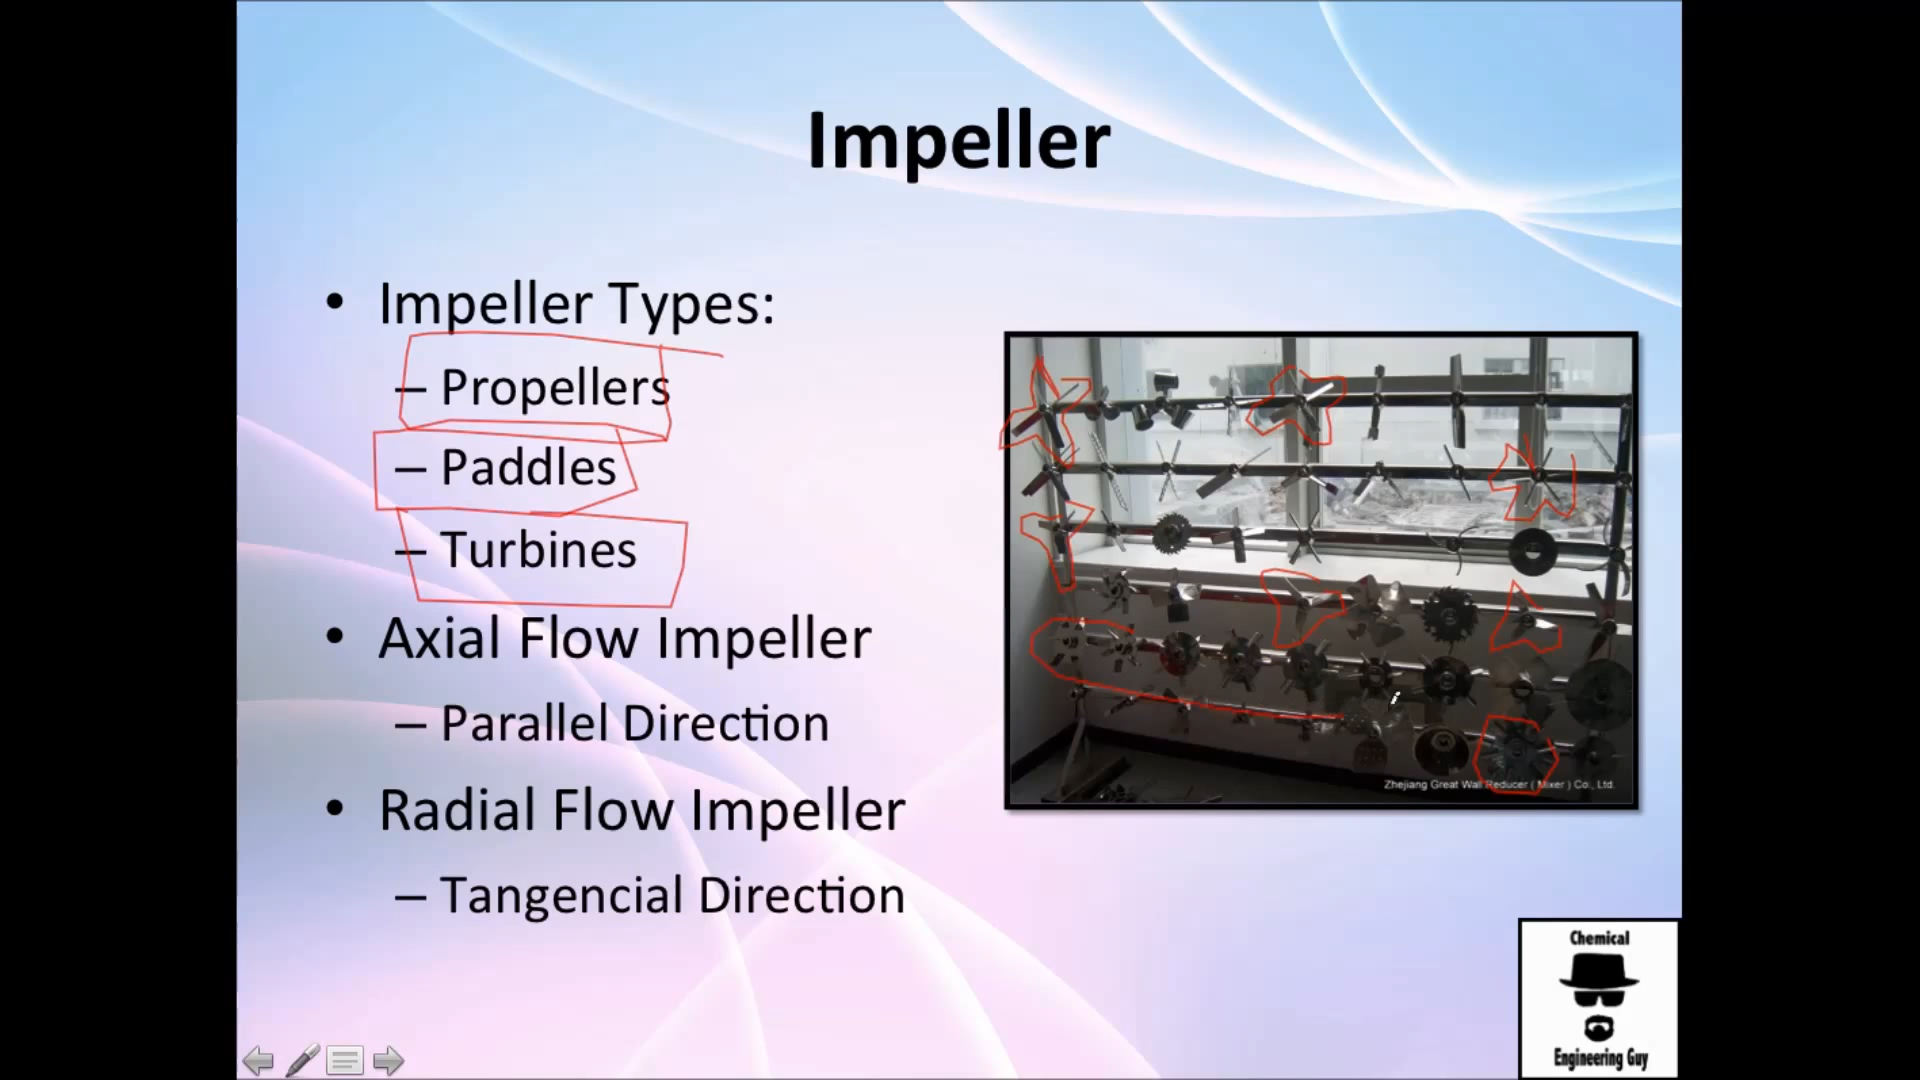 Impeller
• Impeller Types:
– Propellers
– Paddles
– Turbines
• Axial Flow Impeller
– Parallel Direction
• Radial Flow Impeller
– Tangencial Direction
Zhejiang Great Wall Reducer ( Mixer ) Co., Ltd.
Chemical
Engineering Guy